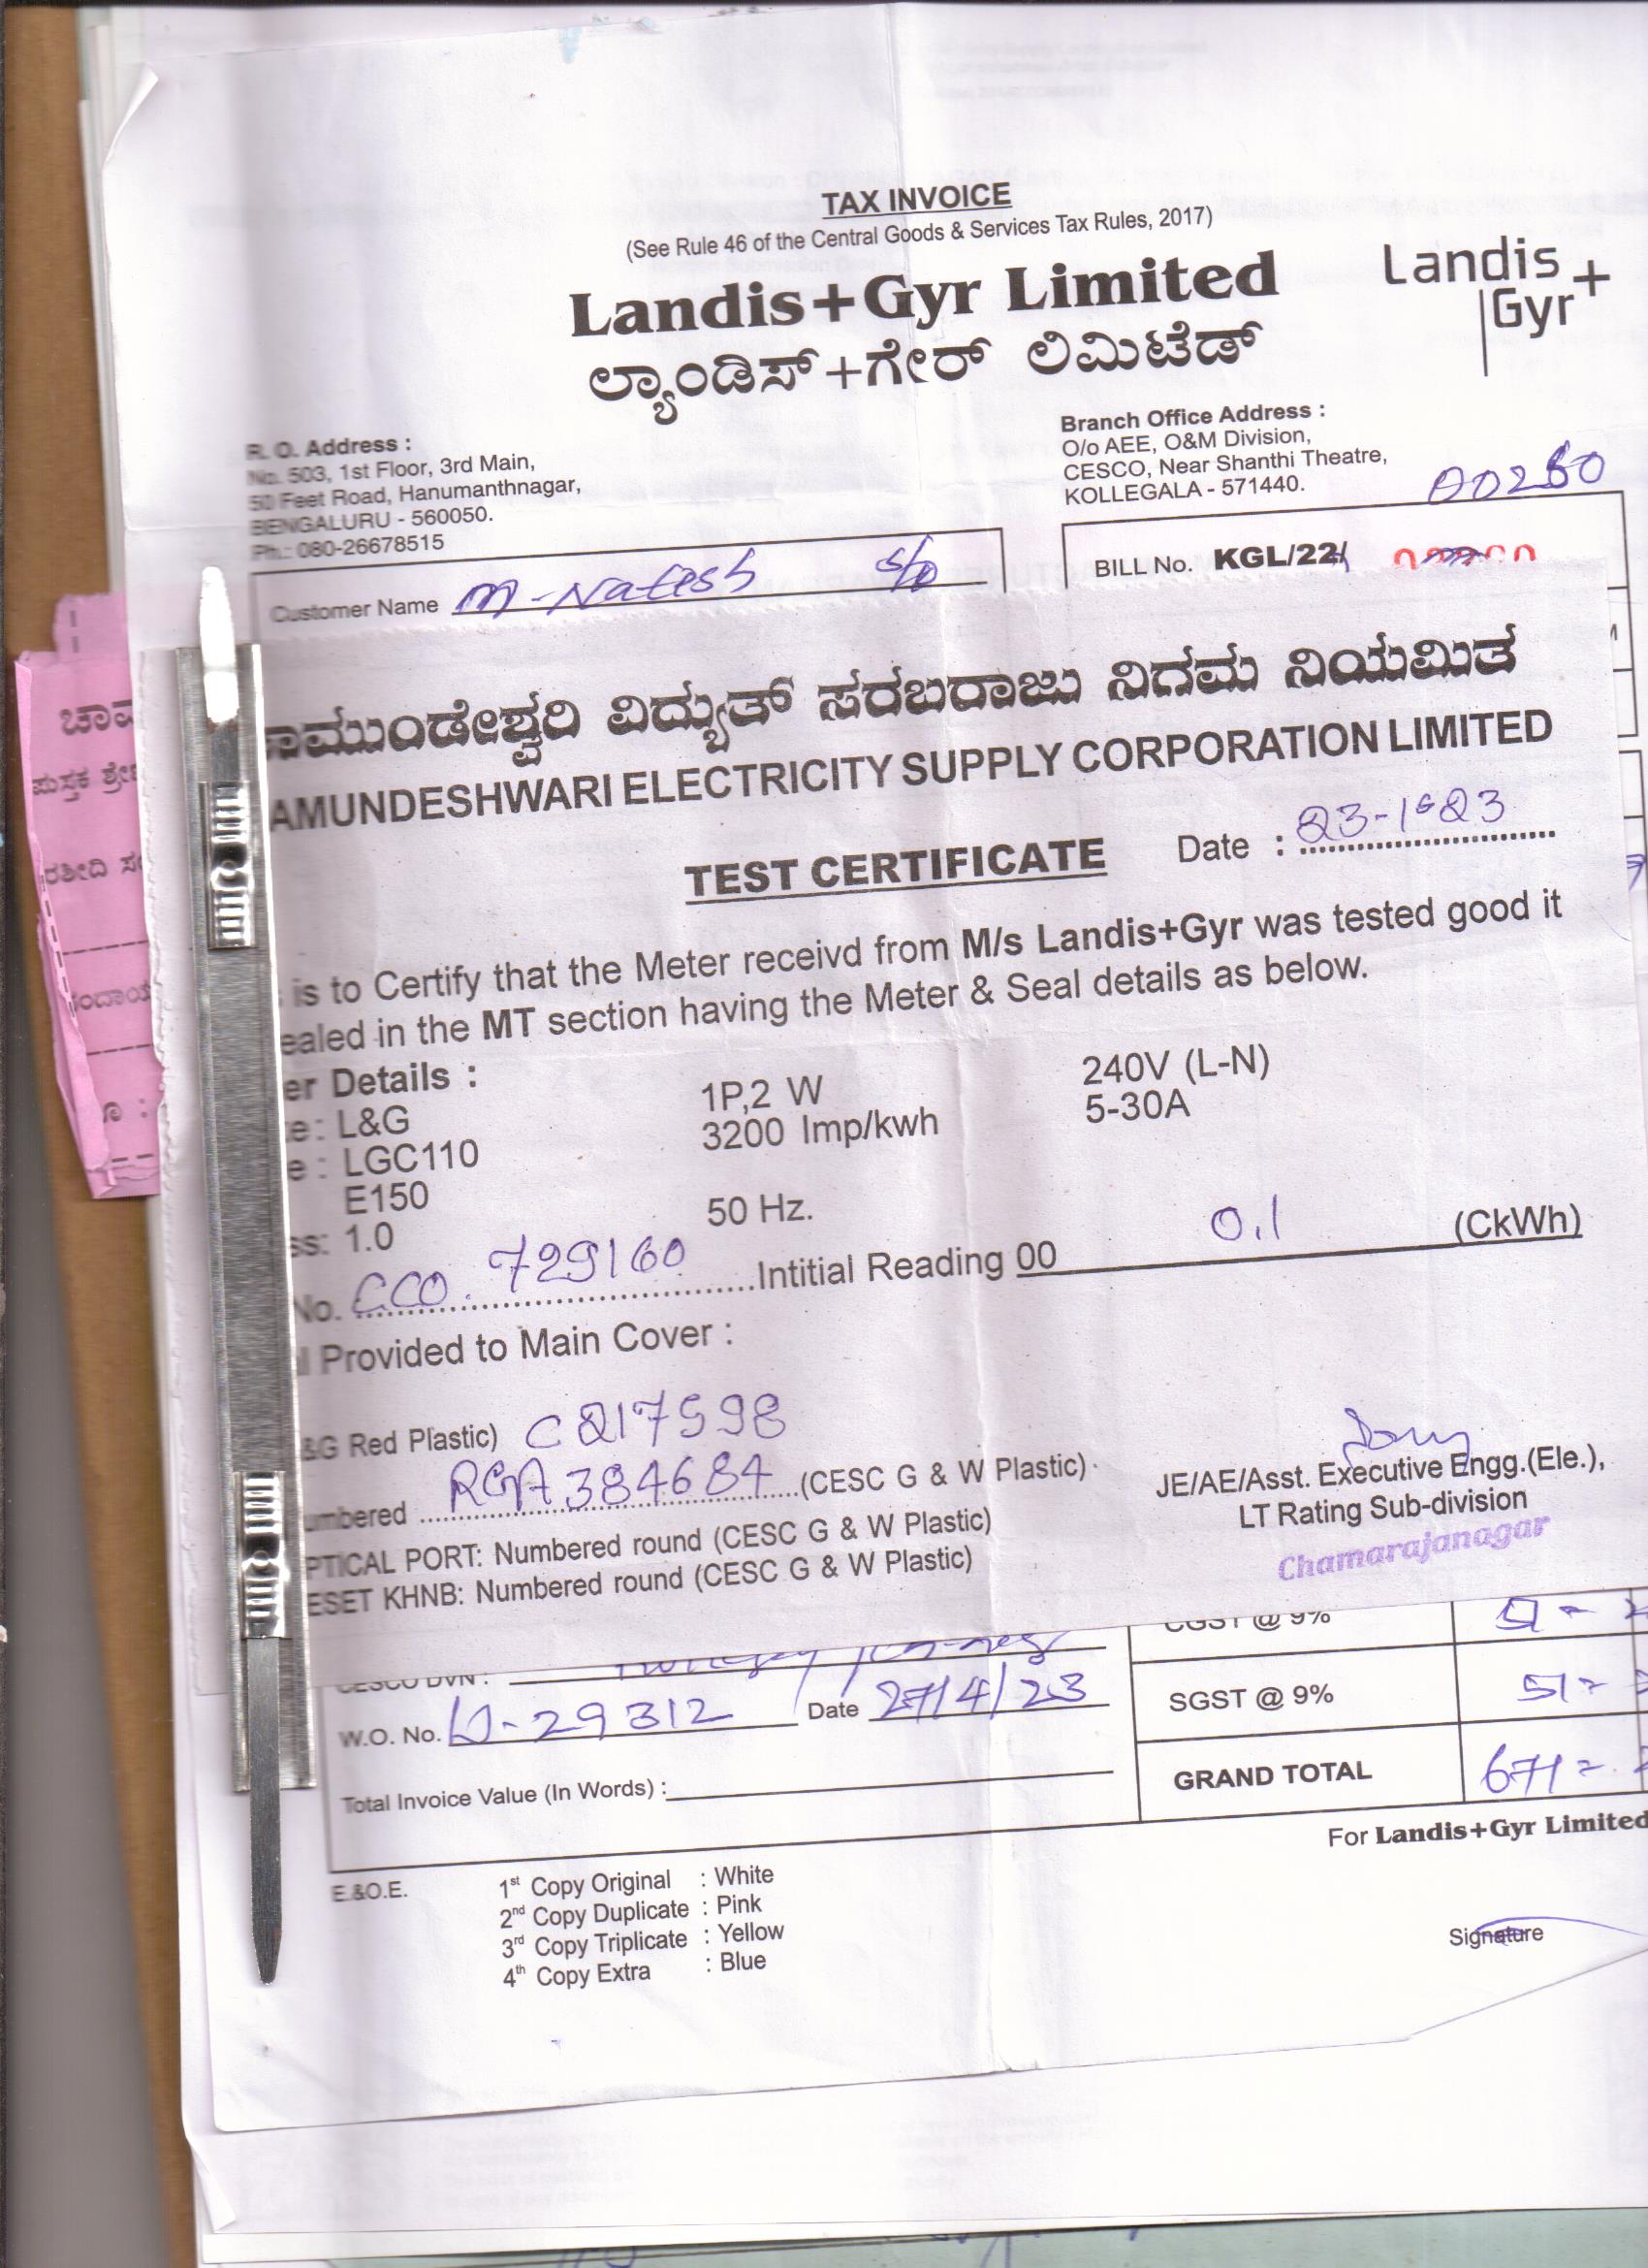 TAX INVOICE
(See Rule 46 of the Central Goods & Services Tax Rules, 2017)
Landis+Gyr Limited
ಲ್ಯಾಂಡಿಸ್+ಗೇರ್ ಲಿಮಿಟೆಡ್
Landis
Gyr+
R. O. Address :
No. 503, 1st Floor, 3rd Main,
50 Feet Road, Hanumanthnagar,
BENGALURU - 560050.
Ph.: 080-26678515
Branch Office Address :
O/o AEE, O&M Division,
CESCO, Near Shanthi Theatre,
KOLLEGALA - 571440.
00280
BILL No. KGL/22/
Customer Name M-Natesh S/o
ಚಾಮುಂಡೇಶ್ವರಿ ವಿದ್ಯುತ್ ಸರಬರಾಜು ನಿಗಮ ನಿಯಮಿತ
AMUNDESHWARI ELECTRICITY SUPPLY CORPORATION LIMITED
TEST CERTIFICATE Date : 23-1-23
is to Certify that the Meter receivd from M/s Landis+Gyr was tested good it
ealed in the MT section having the Meter & Seal details as below.
er Details :
e : L&G 1P,2 W 240V (L-N)
e : LGC110 3200 Imp/kwh 5-30A
E150
ss: 1.0 50 Hz.
No. CCO. 729160 Intitial Reading 00 0.1 (CkWh)
l Provided to Main Cover :
&G Red Plastic) C217998
umbered RGA384684 (CESC G & W Plastic)
PTICAL PORT: Numbered round (CESC G & W Plastic)
ESET KHNB: Numbered round (CESC G & W Plastic)
JE/AE/Asst. Executive Engg.(Ele.),
LT Rating Sub-division
Chamarajanagar
CGST @ 9% 51=
CESCO DVN :
SGST @ 9% 51=
W.O. No. 29312 Date 27/4/23
GRAND TOTAL 671=
Total Invoice Value (In Words) :
For Landis+Gyr Limited
E.&O.E.
1st Copy Original : White
2nd Copy Duplicate : Pink
3rd Copy Triplicate : Yellow
4th Copy Extra : Blue
Signature
ಪುಸ್ತಕ ಶ್ರೇ
ರಶೀದಿ ಸಂ